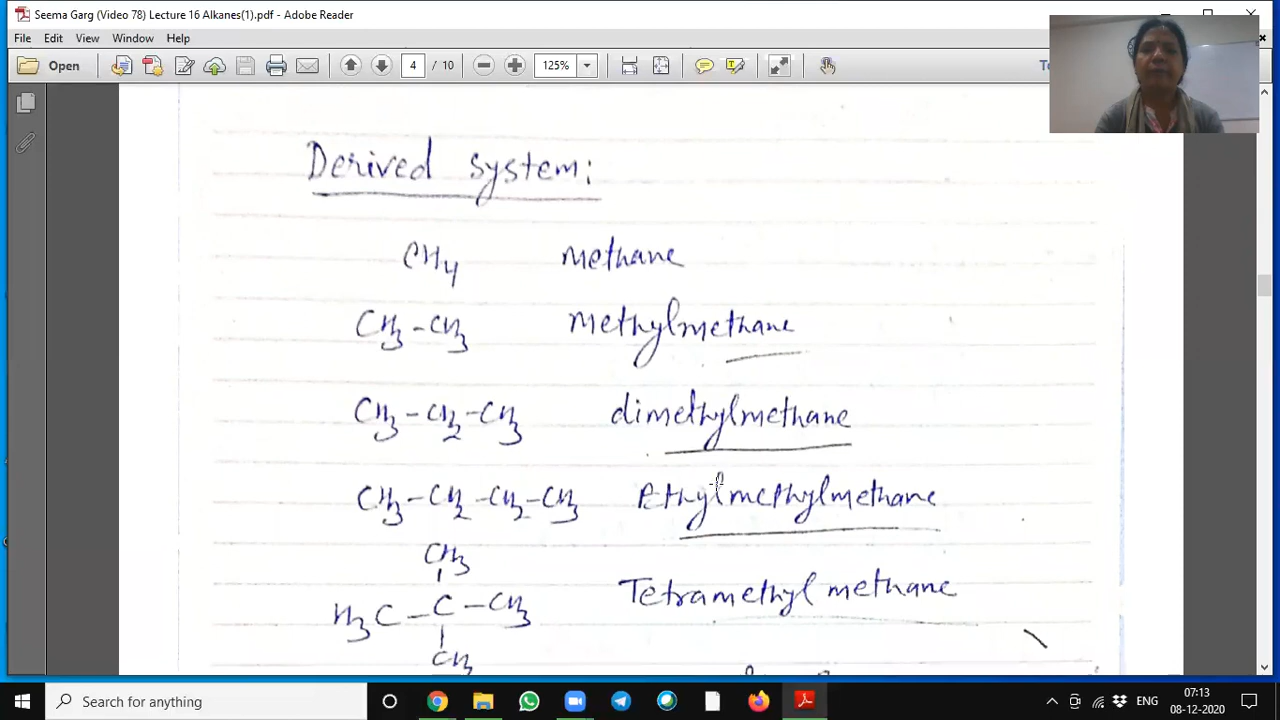 Seema Garg (Video 78) Lecture 16 Alkanes(1).pdf - Adobe Reader
File Edit View Window Help
Open 4 / 10 125%
Derived system:
CH4 methane
CH3-CH3 methylmethane
CH3-CH2-CH3 dimethylmethane
CH3-CH2-CH2-CH3 Ethylmethylmethane
CH3
H3C-C-CH3 Tetramethyl methane
CH3
Search for anything
ENG
07:13
08-12-2020